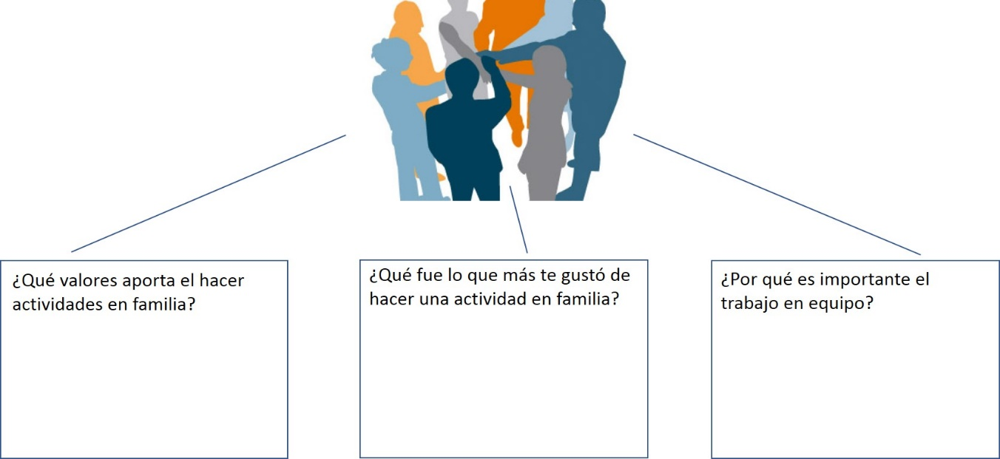 ¿Qué valores aporta el hacer
actividades en familia?
¿Qué fue lo que más te gustó de
hacer una actividad en familia?
¿Por qué es importante el
trabajo en equipo?